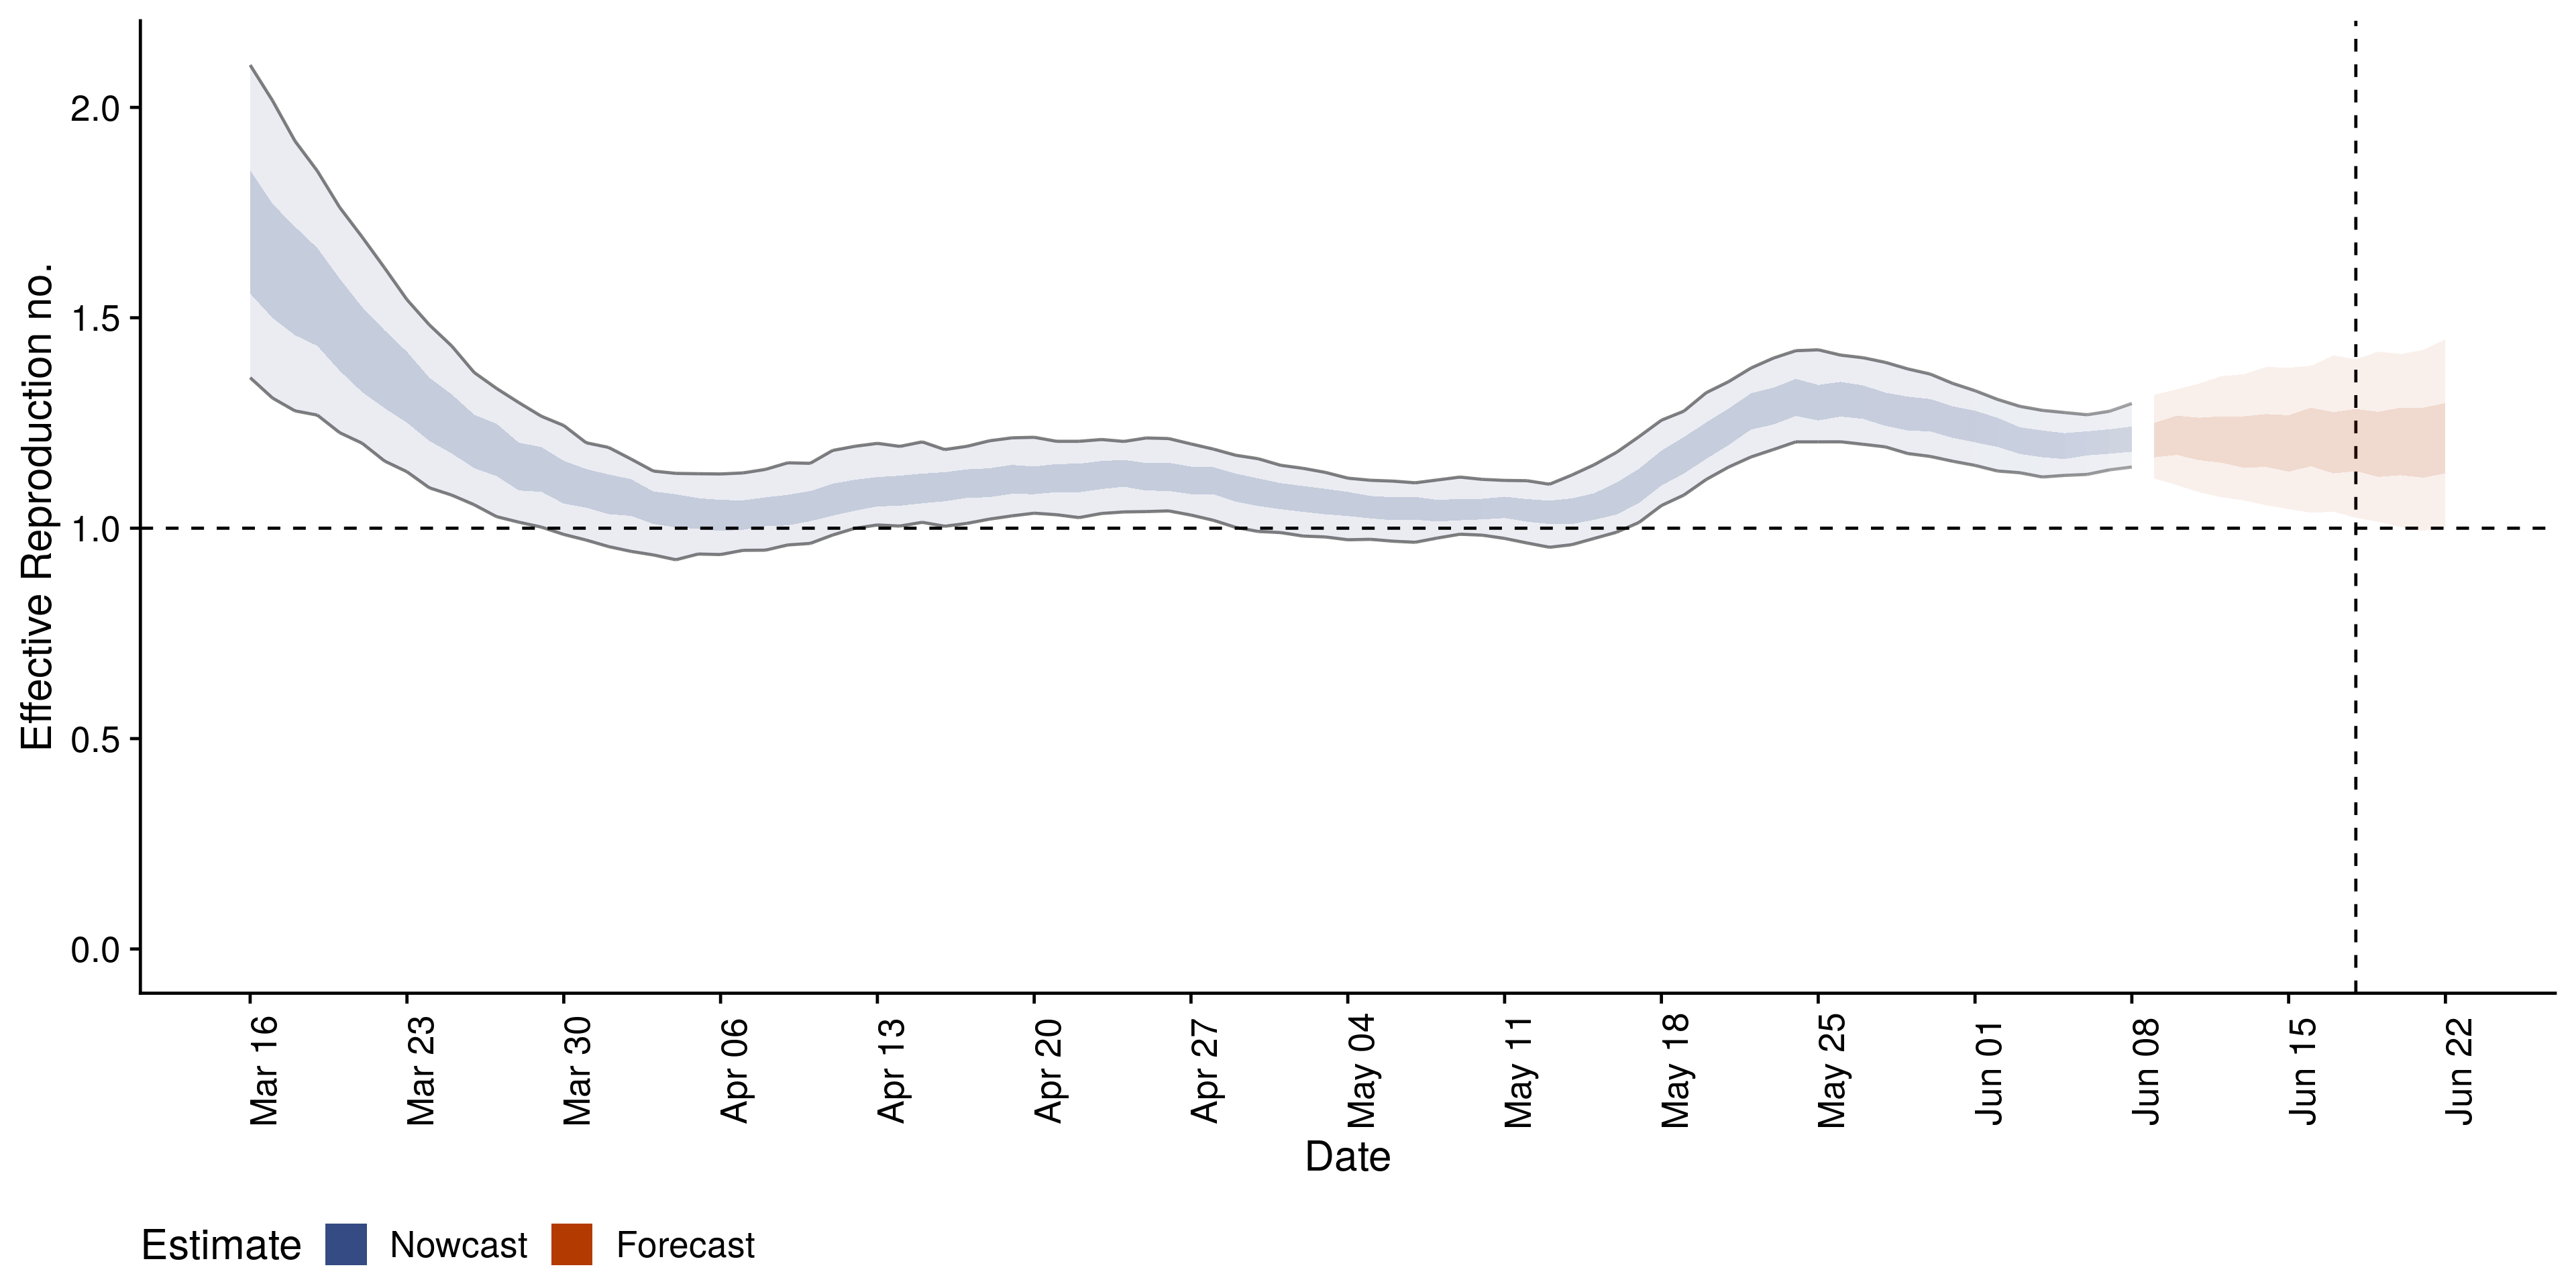 Effective Reproduction no.
2.0
1.5
1.0
0.5
0.0
Mar 16
Mar 23
Mar 30
Apr 06
Apr 13
Apr 20
Apr 27
May 04
May 11
May 18
May 25
Jun 01
Jun 08
Jun 15
Jun 22
Date
Estimate Nowcast Forecast